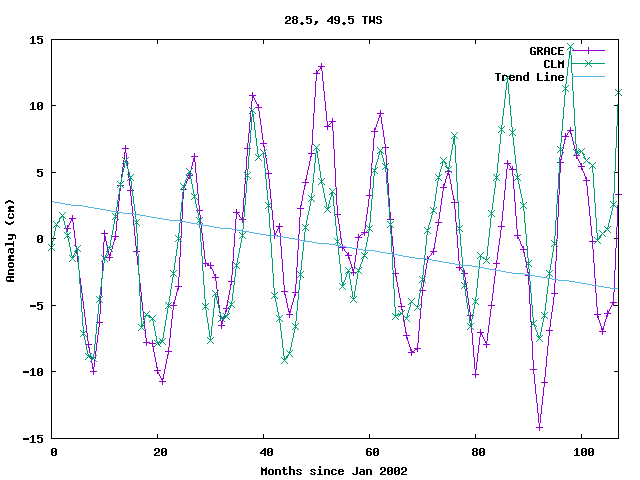 28.5, 49.5 TWS
GRACE
CLM
Trend Line
15
10
5
0
-5
-10
-15
Anomaly (cm)
0 20 40 60 80 100
Months since Jan 2002